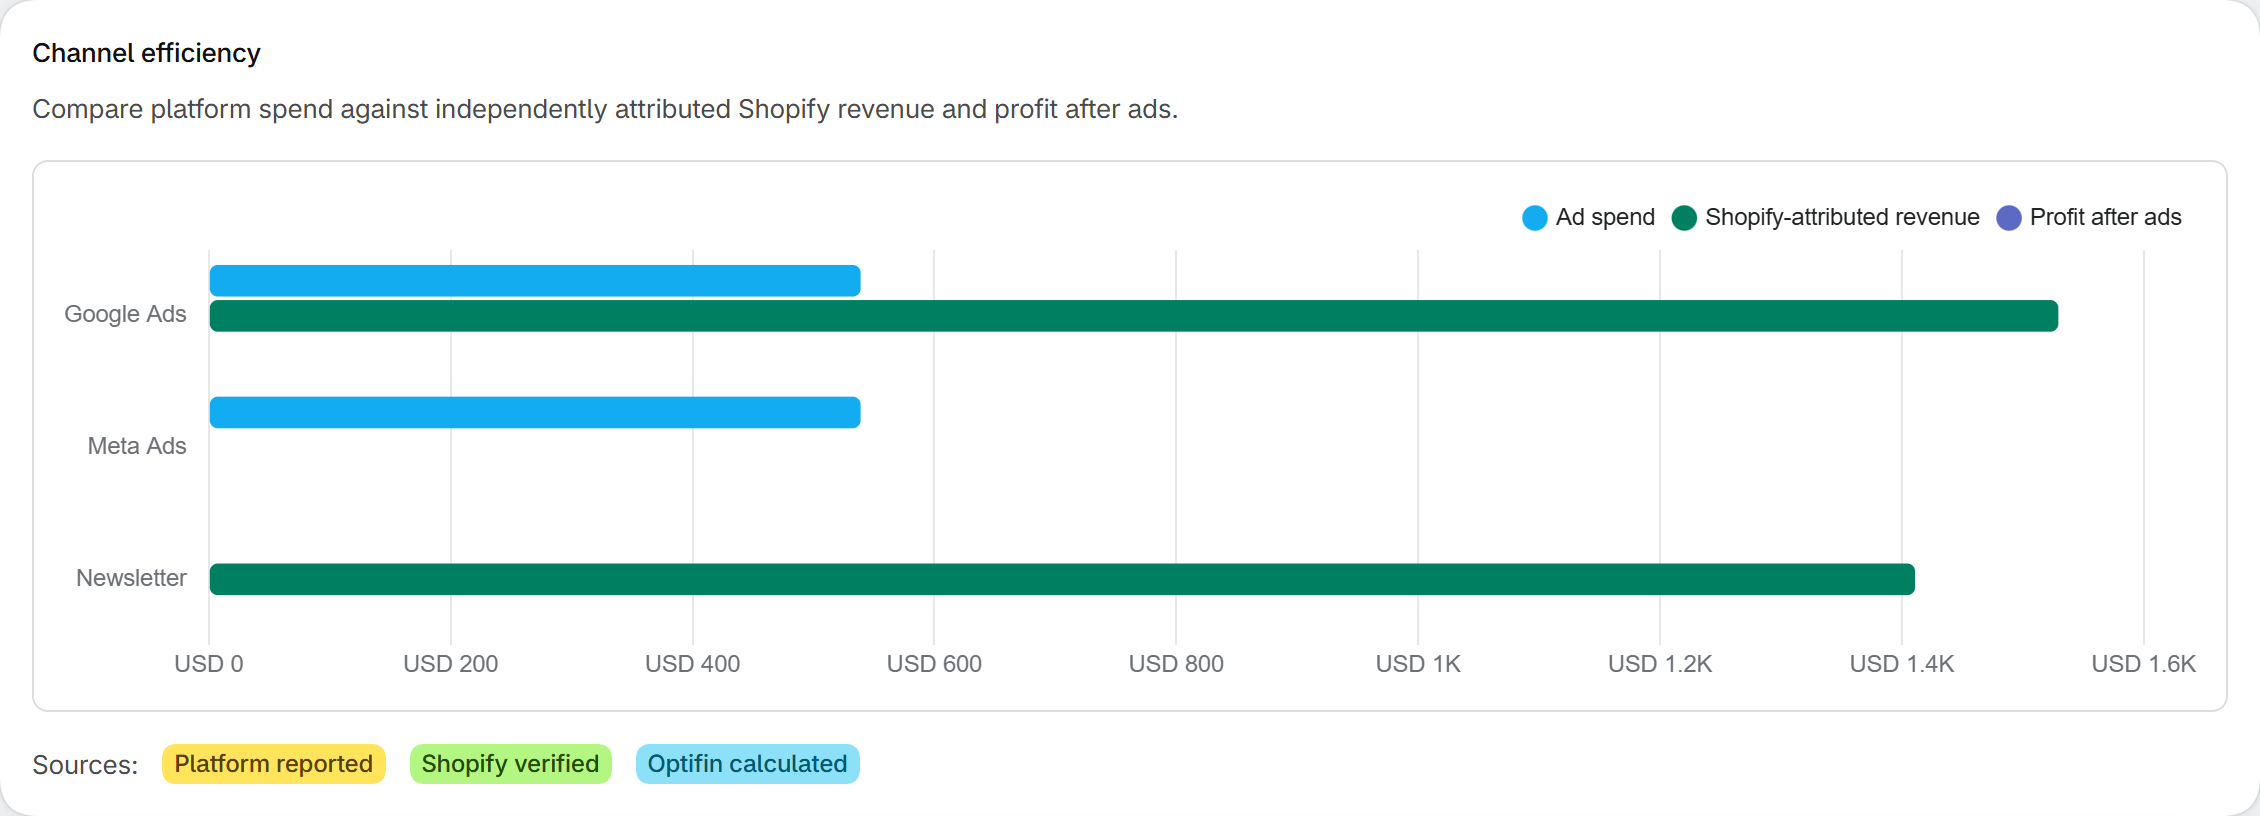 Channel efficiency
Compare platform spend against independently attributed Shopify revenue and profit after ads.
Ad spend Shopify-attributed revenue Profit after ads
Google Ads
Meta Ads
Newsletter
USD 0 USD 200 USD 400 USD 600 USD 800 USD 1K USD 1.2K USD 1.4K USD 1.6K
Sources: Platform reported Shopify verified Optifin calculated